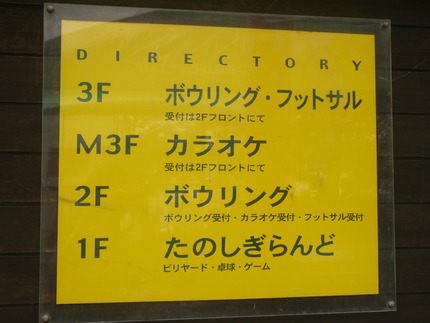 DIRECTORY
3F ボウリング・フットサル
受付は2Fフロントにて
M3F カラオケ
受付は2Fフロントにて
2F ボウリング
ボウリング受付・カラオケ受付・フットサル受付
1F たのしぎらんど
ビリヤード・卓球・ゲーム